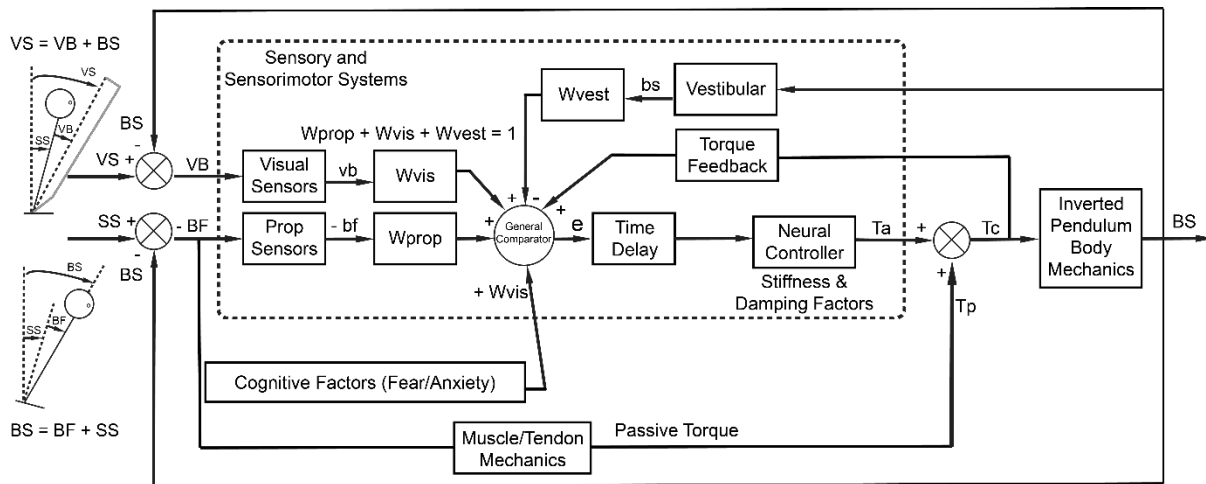 VS = VB + BS
VS
VB
SS
BS
-
VS +
VB
Sensory and
Sensorimotor Systems
Wprop + Wvis + Wvest = 1
Visual
Sensors
vb
Wvis
Wvest
bs
Vestibular
Torque
Feedback
SS +
-
BS
- BF
Prop
Sensors
- bf
Wprop
+
+
-
+
General
Comparator
e
Time
Delay
Neural
Controller
Stiffness &
Damping Factors
Ta
+
+
Tp
Tc
Inverted
Pendulum
Body
Mechanics
BS
+ Wvis
Cognitive Factors (Fear/Anxiety)
Muscle/Tendon
Mechanics
Passive Torque
BS
SS
BF
BS = BF + SS